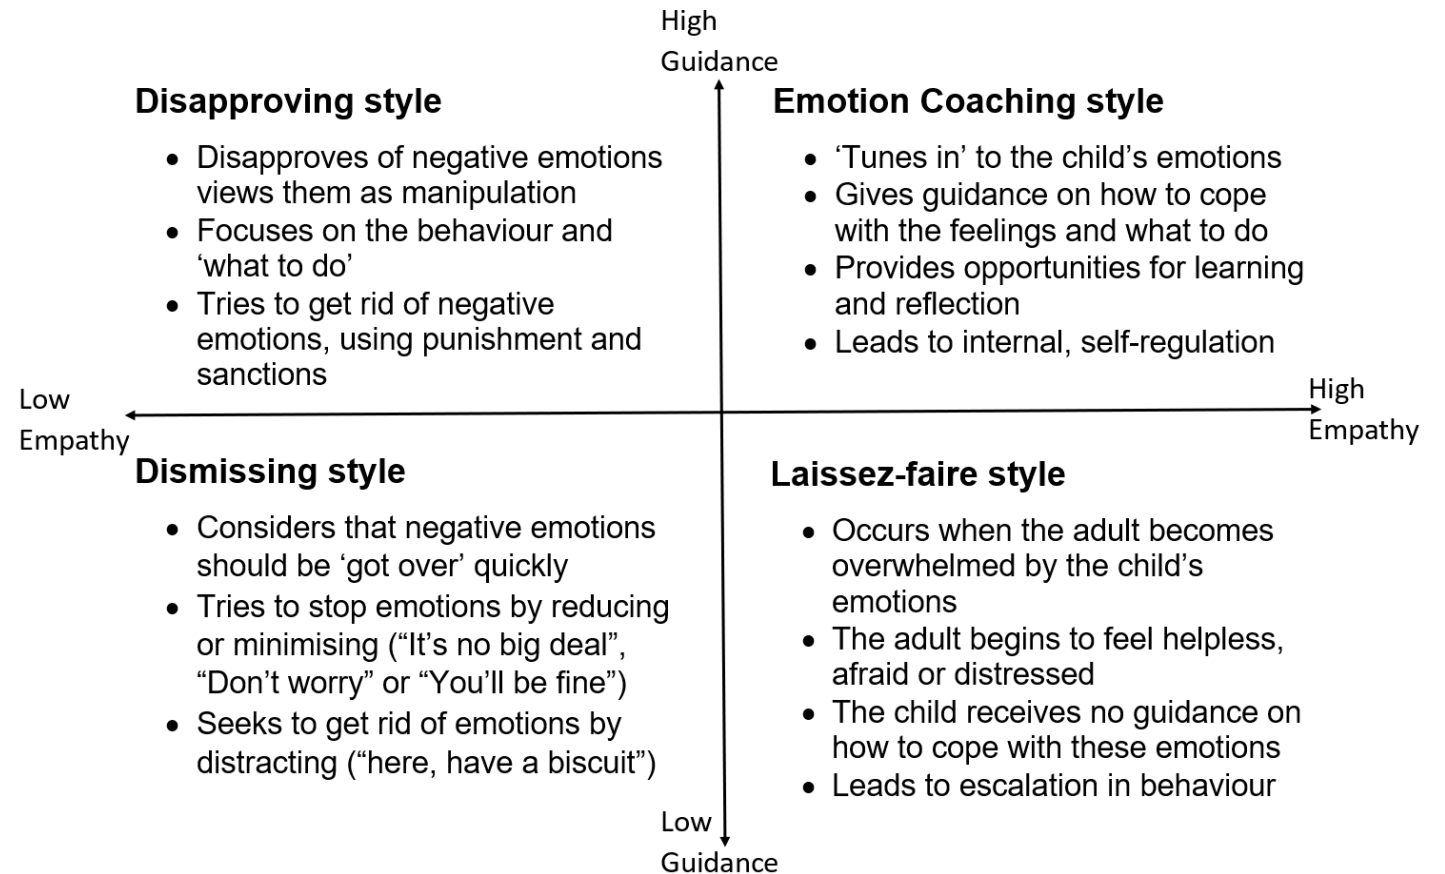 High
Guidance
Disapproving style
• Disapproves of negative emotions
views them as manipulation
• Focuses on the behaviour and
‘what to do’
• Tries to get rid of negative
emotions, using punishment and
sanctions
Emotion Coaching style
• ‘Tunes in’ to the child’s emotions
• Gives guidance on how to cope
with the feelings and what to do
• Provides opportunities for learning
and reflection
• Leads to internal, self-regulation
Low
Empathy
High
Empathy
Dismissing style
• Considers that negative emotions
should be ‘got over’ quickly
• Tries to stop emotions by reducing
or minimising (“It’s no big deal”,
“Don’t worry” or “You’ll be fine”)
• Seeks to get rid of emotions by
distracting (“here, have a biscuit”)
Laissez-faire style
• Occurs when the adult becomes
overwhelmed by the child’s
emotions
• The adult begins to feel helpless,
afraid or distressed
• The child receives no guidance on
how to cope with these emotions
• Leads to escalation in behaviour
Low
Guidance